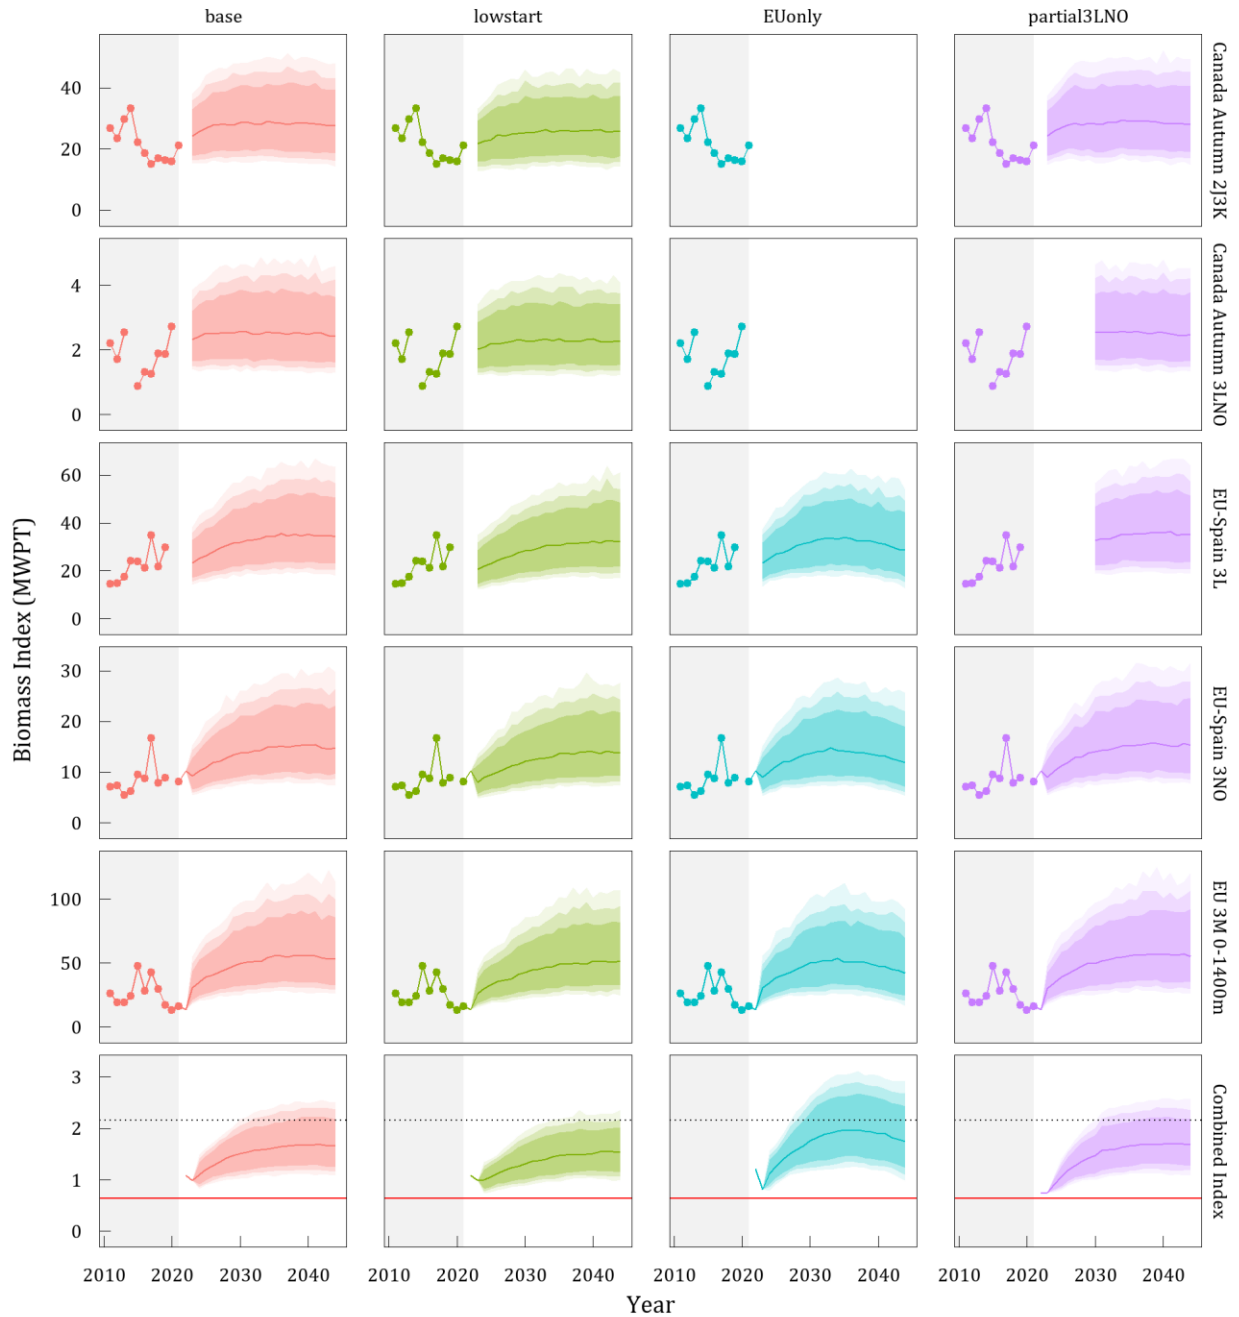 base lowstart EUonly partial3LNO
40
20
0
Canada Autumn 2J3K
4
2
0
Canada Autumn 3LNO
60
40
20
0
EU-Spain 3L
Biomass Index (MWPT)
30
20
10
0
EU-Spain 3NO
100
50
0
EU 3M 0-1400m
3
2
1
0
Combined Index
2010 2020 2030 2040 2010 2020 2030 2040 2010 2020 2030 2040 2010 2020 2030 2040
Year